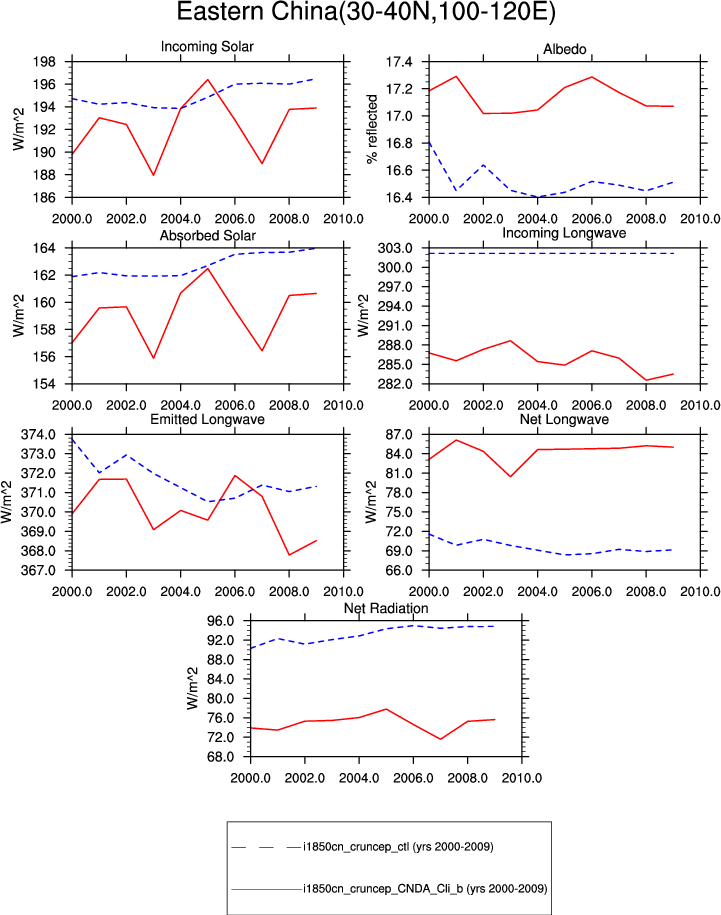 Eastern China(30-40N,100-120E)
Incoming Solar
W/m^2
198
196
194
192
190
188
186
2000.0 2002.0 2004.0 2006.0 2008.0 2010.0
Albedo
% reflected
17.4
17.2
17.0
16.8
16.6
16.4
2000.0 2002.0 2004.0 2006.0 2008.0 2010.0
Absorbed Solar
W/m^2
164
162
160
158
156
154
2000.0 2002.0 2004.0 2006.0 2008.0 2010.0
Incoming Longwave
W/m^2
303.0
300.0
297.0
294.0
291.0
288.0
285.0
282.0
2000.0 2002.0 2004.0 2006.0 2008.0 2010.0
Emitted Longwave
W/m^2
374.0
373.0
372.0
371.0
370.0
369.0
368.0
367.0
2000.0 2002.0 2004.0 2006.0 2008.0 2010.0
Net Longwave
W/m^2
87.0
84.0
81.0
78.0
75.0
72.0
69.0
66.0
2000.0 2002.0 2004.0 2006.0 2008.0 2010.0
Net Radiation
W/m^2
96.0
92.0
88.0
84.0
80.0
76.0
72.0
68.0
2000.0 2002.0 2004.0 2006.0 2008.0 2010.0
i1850cn_cruncep_ctl (yrs 2000-2009)
i1850cn_cruncep_CNDA_Cli_b (yrs 2000-2009)